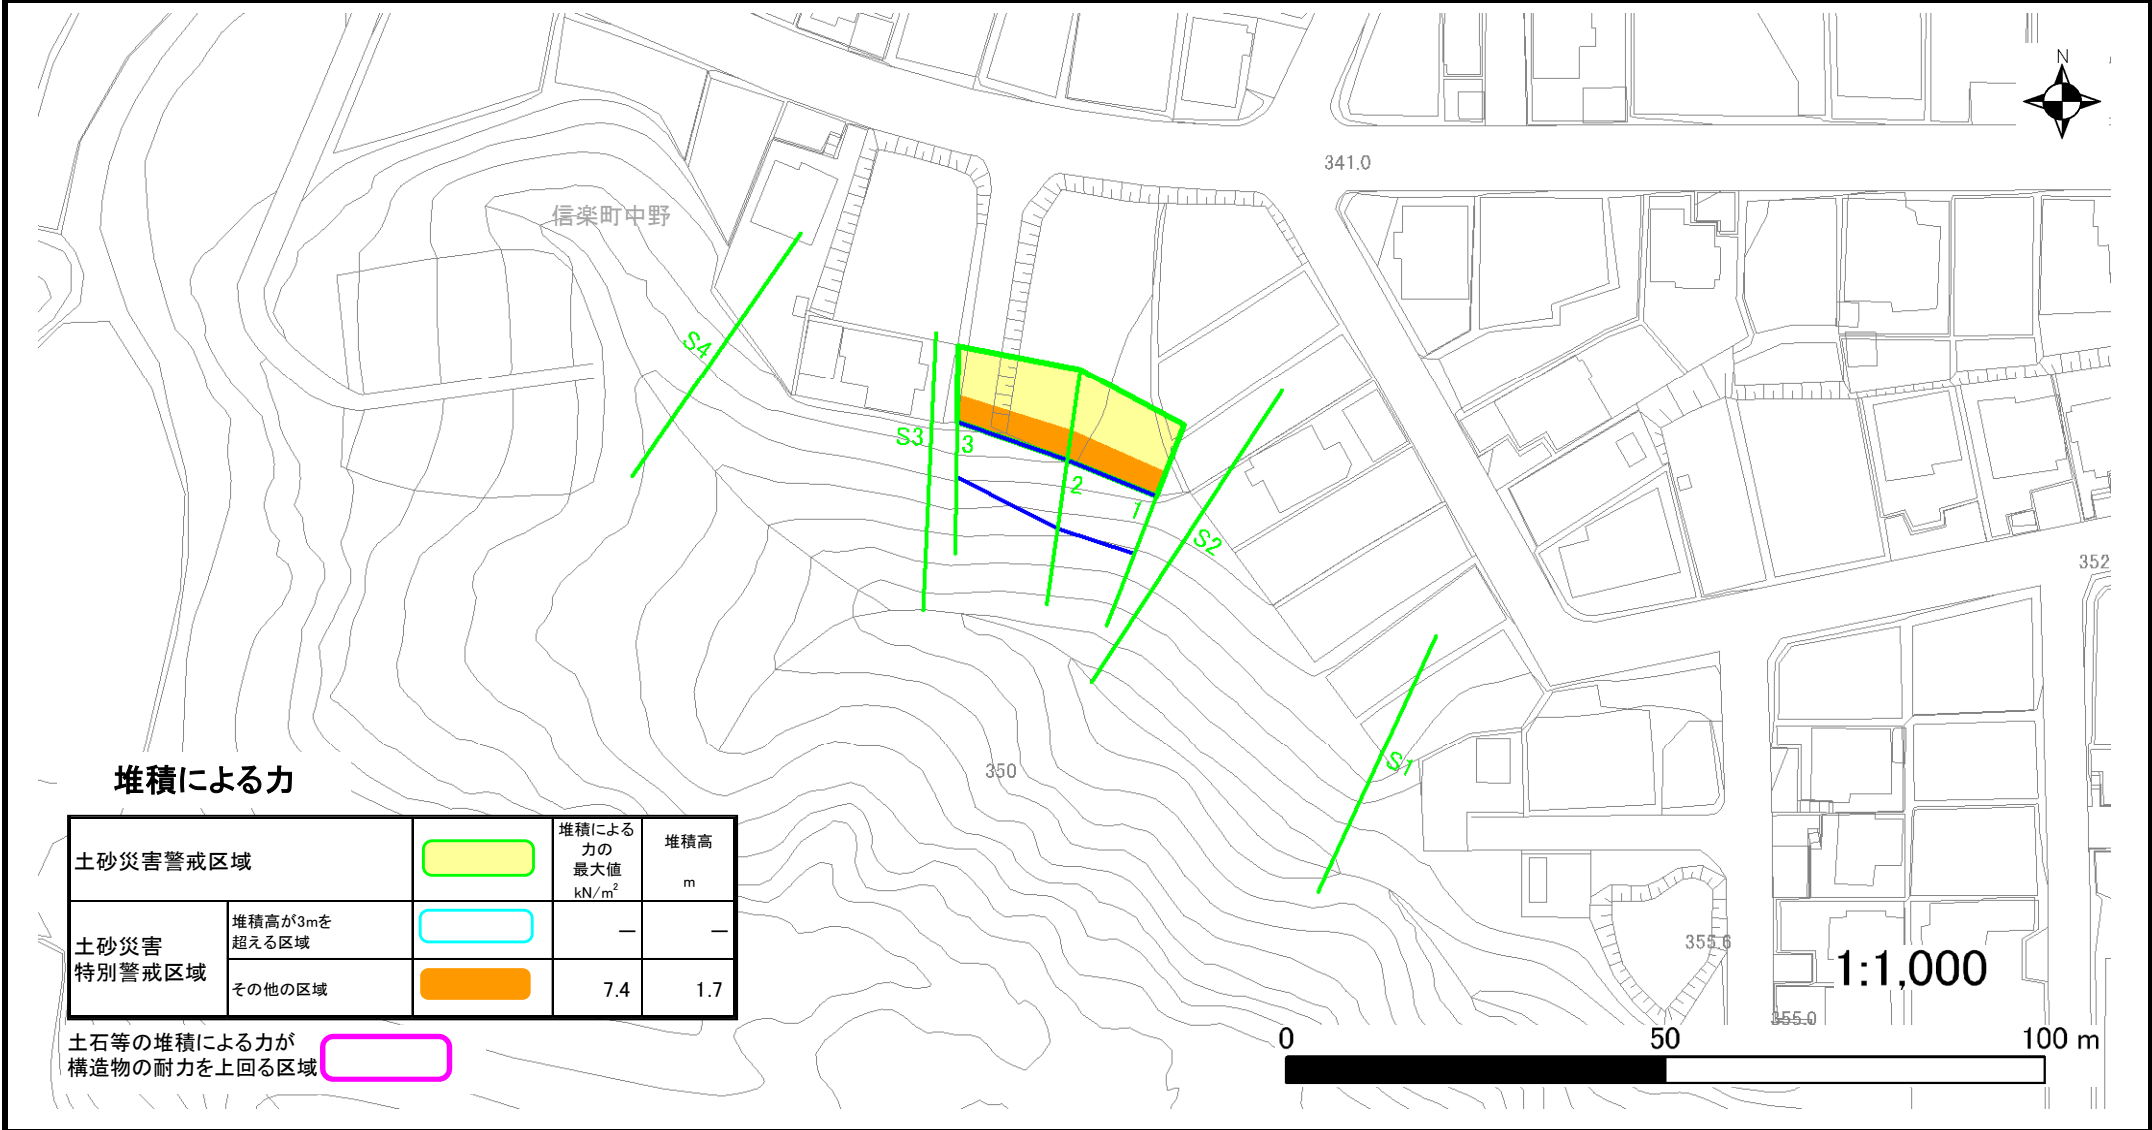 N
341.0
信楽町中野
S4
S3
3
2
1
S2
352
S1
350
堆積による力
土砂災害警戒区域
堆積による
力の
最大値
kN/m²
堆積高
m
土砂災害
特別警戒区域
堆積高が3mを
超える区域
—
—
その他の区域
7.4
1.7
土石等の堆積による力が
構造物の耐力を上回る区域
355.6
1:1,000
355.0
0
50
100 m